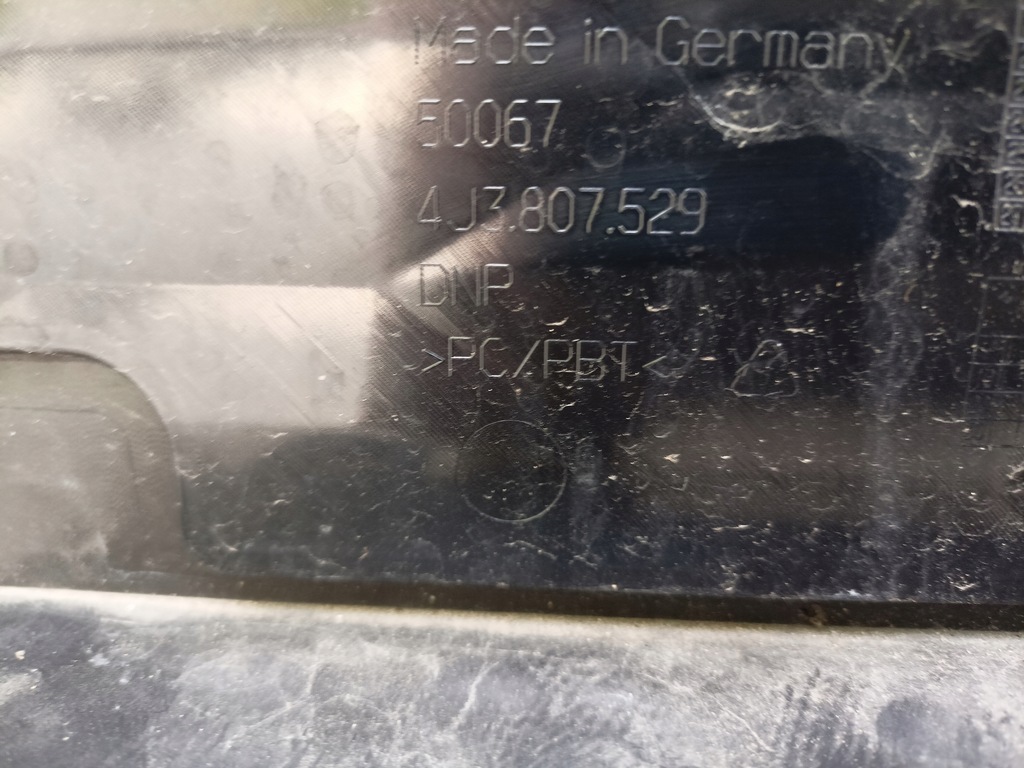 Made in Germany
50067
4J3.807.529
DNP
>PC/PBT<